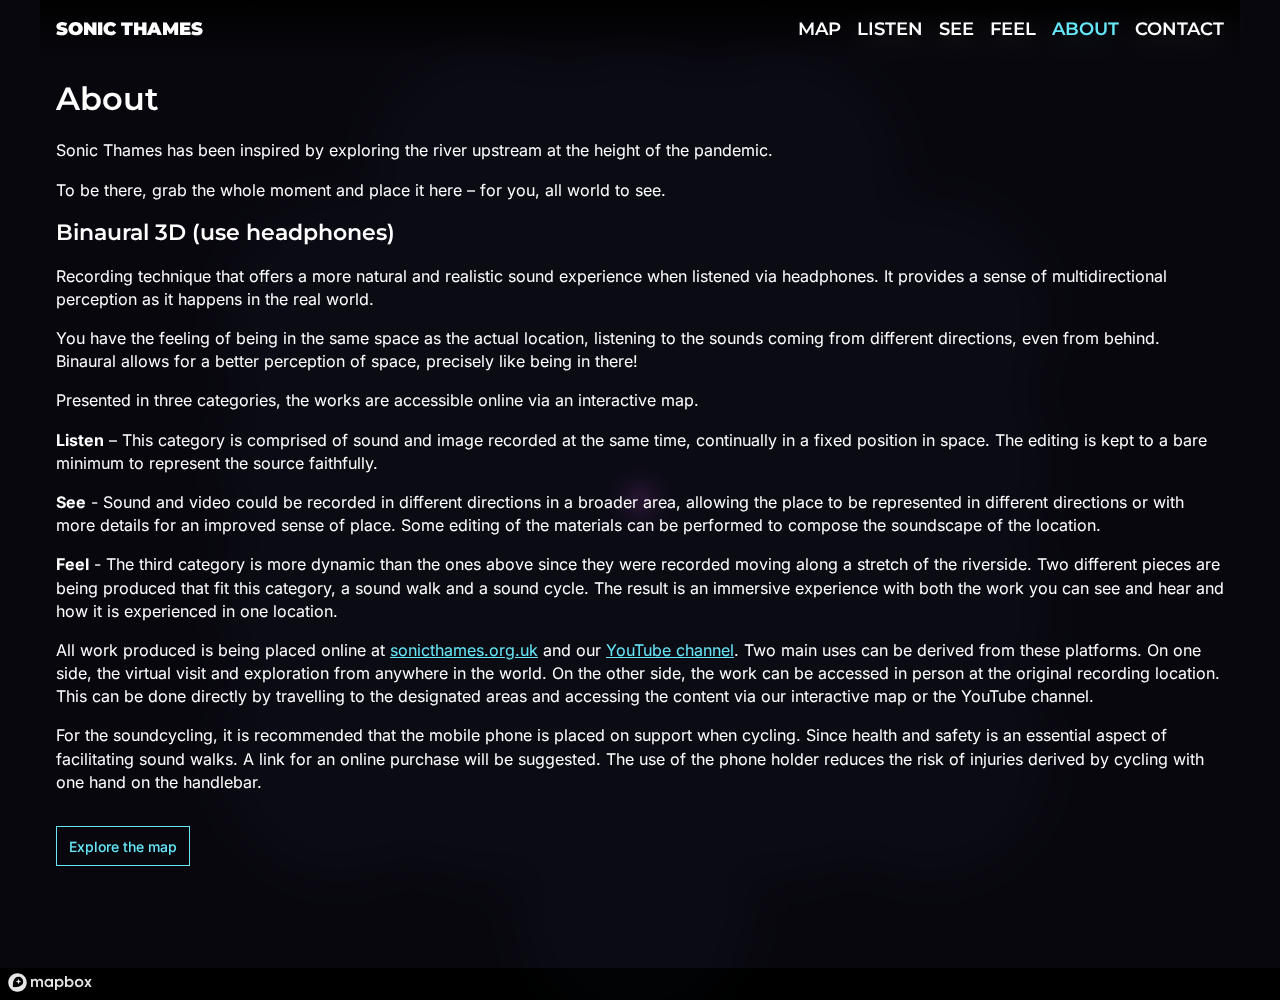 SONIC THAMES
MAP LISTEN SEE FEEL ABOUT CONTACT
About
Sonic Thames has been inspired by exploring the river upstream at the height of the pandemic.
To be there, grab the whole moment and place it here – for you, all world to see.
Binaural 3D (use headphones)
Recording technique that offers a more natural and realistic sound experience when listened via headphones. It provides a sense of multidirectional
perception as it happens in the real world.
You have the feeling of being in the same space as the actual location, listening to the sounds coming from different directions, even from behind.
Binaural allows for a better perception of space, precisely like being in there!
Presented in three categories, the works are accessible online via an interactive map.
Listen – This category is comprised of sound and image recorded at the same time, continually in a fixed position in space. The editing is kept to a bare
minimum to represent the source faithfully.
See - Sound and video could be recorded in different directions in a broader area, allowing the place to be represented in different directions or with
more details for an improved sense of place. Some editing of the materials can be performed to compose the soundscape of the location.
Feel - The third category is more dynamic than the ones above since they were recorded moving along a stretch of the riverside. Two different pieces are
being produced that fit this category, a sound walk and a sound cycle. The result is an immersive experience with both the work you can see and hear and
how it is experienced in one location.
All work produced is being placed online at sonicthames.org.uk and our YouTube channel. Two main uses can be derived from these platforms. On one
side, the virtual visit and exploration from anywhere in the world. On the other side, the work can be accessed in person at the original recording location.
This can be done directly by travelling to the designated areas and accessing the content via our interactive map or the YouTube channel.
For the soundcycling, it is recommended that the mobile phone is placed on support when cycling. Since health and safety is an essential aspect of
facilitating sound walks. A link for an online purchase will be suggested. The use of the phone holder reduces the risk of injuries derived by cycling with
one hand on the handlebar.
Explore the map
mapbox